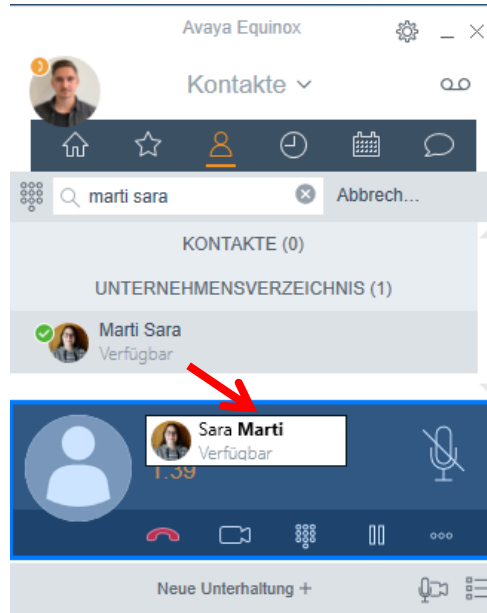 Avaya Equinox
Kontakte
marti sara
Abbrech...
KONTAKTE (0)
UNTERNEHMENSVERZEICHNIS (1)
Marti Sara
Verfügbar
Sara Marti
Verfügbar
1:39
Neue Unterhaltung +